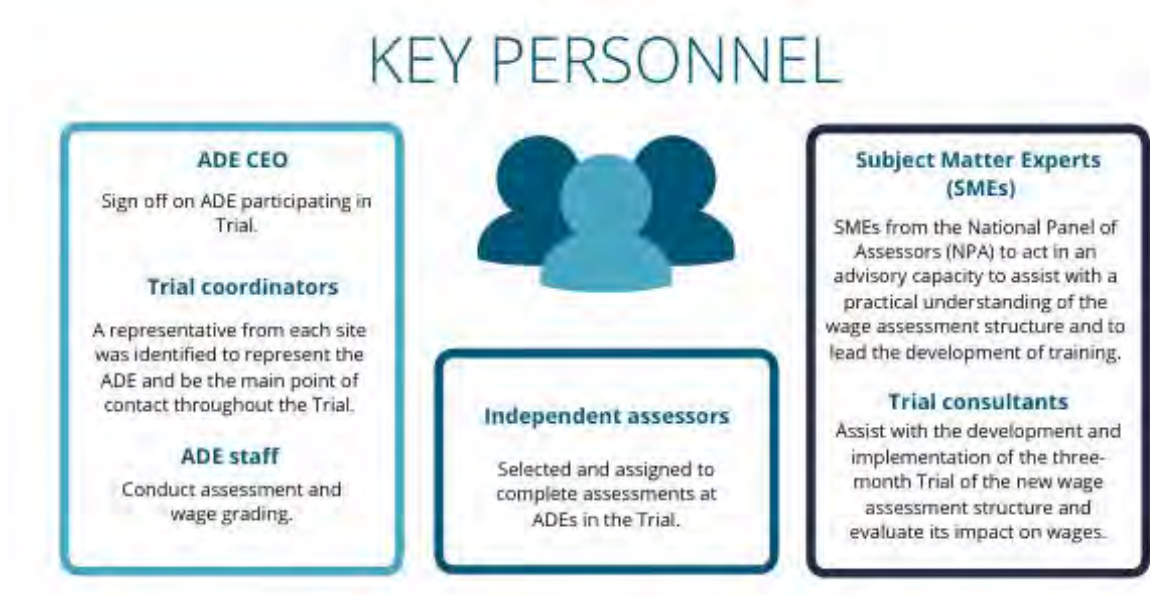 KEY PERSONNEL
ADE CEO
Sign off on ADE participating in
Trial.
Trial coordinators
A representative from each site
was identified to represent the
ADE and be the main point of
contact throughout the Trial.
ADE staff
Conduct assessment and
wage grading.
Independent assessors
Selected and assigned to
complete assessments at
ADEs in the Trial.
Subject Matter Experts
(SMEs)
SMEs from the National Panel of
Assessors (NPA) to act in an
advisory capacity to assist with a
practical understanding of the
wage assessment structure and to
lead the development of training.
Trial consultants
Assist with the development and
implementation of the three-
month Trial of the new wage
assessment structure and
evaluate its impact on wages.